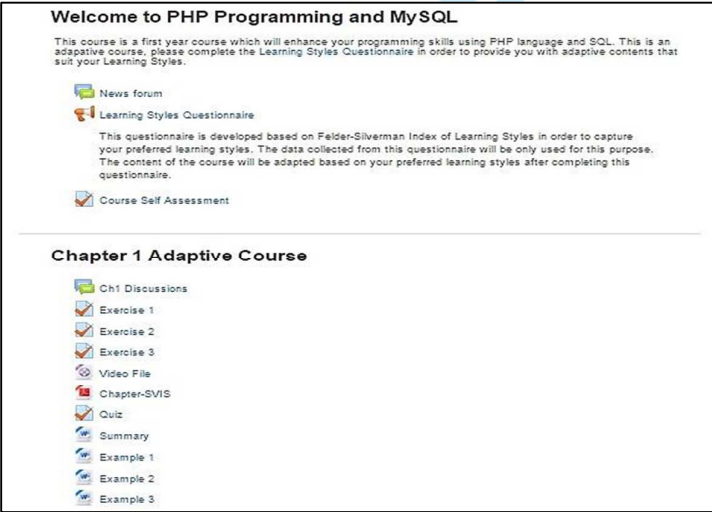 Welcome to PHP Programming and MySQL
This course is a first year course which will enhance your programming skills using PHP language and SQL. This is an
adapative course, please complete the Learning Styles Questionnaire in order to provide you with adaptive contents that
suit your Learning Styles.
News forum
Learning Styles Questionnaire
This questionnaire is developed based on Felder-Silverman Index of Learning Styles in order to capture
your preferred learning styles. The data collected from this questionnaire will be only used for this purpose.
The content of the course will be adapted based on your preferred learning styles after completing this
questionnaire.
Course Self Assessment
Chapter 1 Adaptive Course
Ch1 Discussions
Exercise 1
Exercise 2
Exercise 3
Video File
Chapter-SVIS
Quiz
Summary
Example 1
Example 2
Example 3